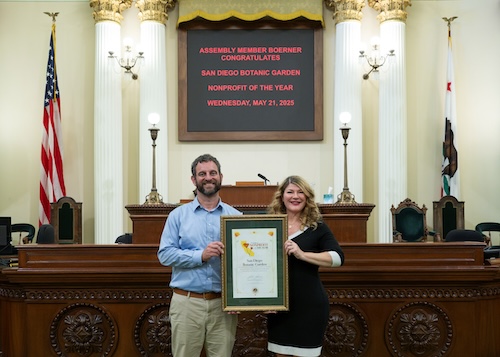 ASSEMBLY MEMBER BOERNER
CONGRATULATES
SAN DIEGO BOTANIC GARDEN
NONPROFIT OF THE YEAR
WEDNESDAY, MAY 21, 2025
San Diego
Botanic Garden